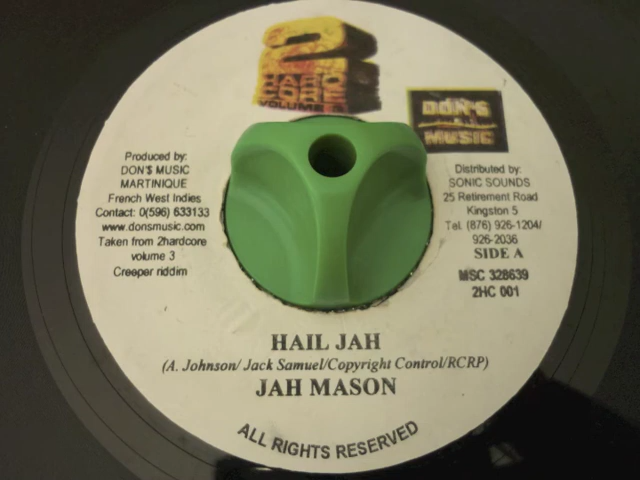 2
VOLUME 3
DON'S
MUSIC
Produced by:
DON'$ MUSIC
MARTINIQUE
French West Indies
Contact: 0(596) 633133
www.donsmusic.com
Taken from 2hardcore
volume 3
Creeper riddim
Distributed by:
SONIC SOUNDS
25 Retirement Road
Kingston 5
Tel. (876) 926-1204/
926-2036
SIDE A
MSC 328639
2HC 001
HAIL JAH
(A. Johnson/ Jack Samuel/Copyright Control/RCRP)
JAH MASON
ALL RIGHTS RESERVED